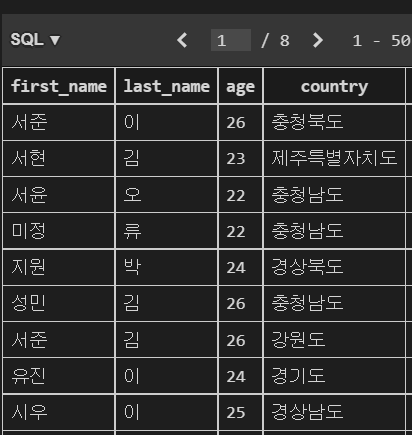 SQL ▼ < 1 / 8 > 1 - 50
first_name last_name age country
서준 이 26 충청북도
서현 김 23 제주특별자치도
서윤 오 22 충청남도
미정 류 22 충청남도
지원 박 24 경상북도
성민 김 26 충청남도
서준 김 26 강원도
유진 이 24 경기도
시우 이 25 경상남도